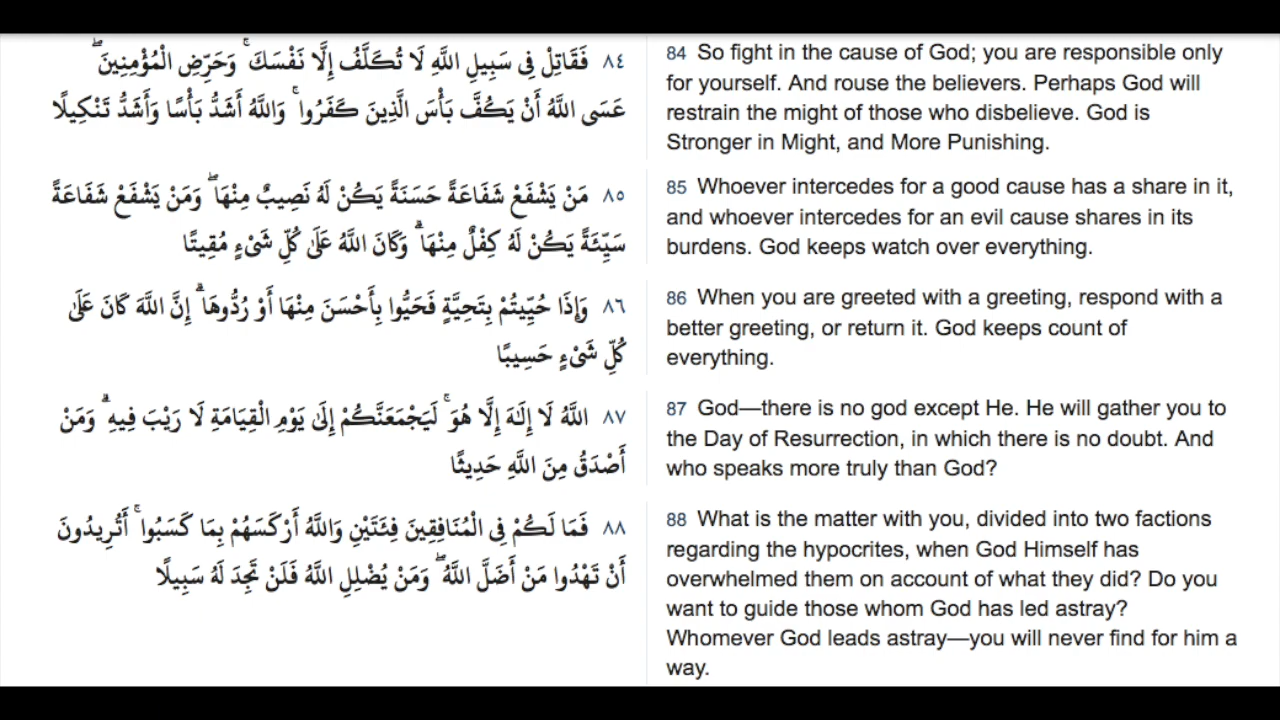 ٨٤ فَقَاتِلْ فِي سَبِيلِ اللَّهِ لَا تُكَلَّفُ إِلَّا نَفْسَكَ ۚ وَحَرِّضِ الْمُؤْمِنِينَ ۖ
عَسَى اللَّهُ أَنْ يَكُفَّ بَأْسَ الَّذِينَ كَفَرُوا ۚ وَاللَّهُ أَشَدُّ بَأْسًا وَأَشَدُّ تَنْكِيلًا
84 So fight in the cause of God; you are responsible only
for yourself. And rouse the believers. Perhaps God will
restrain the might of those who disbelieve. God is
Stronger in Might, and More Punishing.
٨٥ مَنْ يَشْفَعْ شَفَاعَةً حَسَنَةً يَكُنْ لَهُ نَصِيبٌ مِنْهَا ۖ وَمَنْ يَشْفَعْ شَفَاعَةً
سَيِّئَةً يَكُنْ لَهُ كِفْلٌ مِنْهَا ۗ وَكَانَ اللَّهُ عَلَىٰ كُلِّ شَيْءٍ مُقِيتًا
85 Whoever intercedes for a good cause has a share in it,
and whoever intercedes for an evil cause shares in its
burdens. God keeps watch over everything.
٨٦ وَإِذَا حُيِّيتُمْ بِتَحِيَّةٍ فَحَيُّوا بِأَحْسَنَ مِنْهَا أَوْ رُدُّوهَا ۗ إِنَّ اللَّهَ كَانَ عَلَىٰ
كُلِّ شَيْءٍ حَسِيبًا
86 When you are greeted with a greeting, respond with a
better greeting, or return it. God keeps count of
everything.
٨٧ اللَّهُ لَا إِلَٰهَ إِلَّا هُوَ ۚ لَيَجْمَعَنَّكُمْ إِلَىٰ يَوْمِ الْقِيَامَةِ لَا رَيْبَ فِيهِ ۗ وَمَنْ
أَصْدَقُ مِنَ اللَّهِ حَدِيثًا
87 God—there is no god except He. He will gather you to
the Day of Resurrection, in which there is no doubt. And
who speaks more truly than God?
٨٨ فَمَا لَكُمْ فِي الْمُنَافِقِينَ فِئَتَيْنِ وَاللَّهُ أَرْكَسَهُمْ بِمَا كَسَبُوا ۚ أَتُرِيدُونَ
أَنْ تَهْدُوا مَنْ أَضَلَّ اللَّهُ ۖ وَمَنْ يُضْلِلِ اللَّهُ فَلَنْ تَجِدَ لَهُ سَبِيلًا
88 What is the matter with you, divided into two factions
regarding the hypocrites, when God Himself has
overwhelmed them on account of what they did? Do you
want to guide those whom God has led astray?
Whomever God leads astray—you will never find for him a
way.